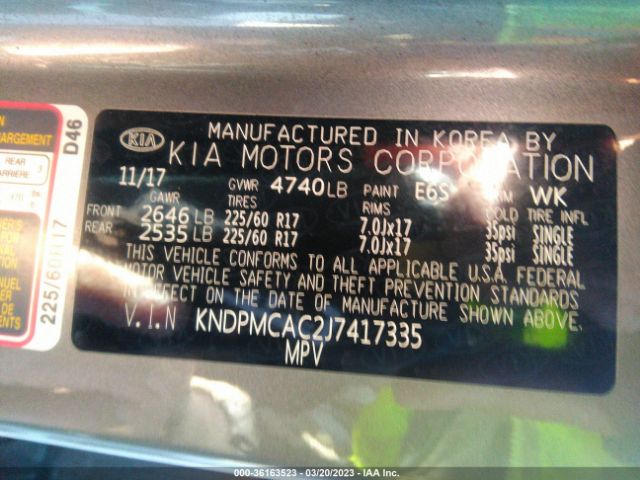 KIA
MANUFACTURED IN KOREA BY
KIA MOTORS CORPORATION
11/17 GVWR 4740 LB PAINT E6S WK
GAWR TIRES RIMS COLD TIRE INFL
FRONT 2646 LB 225/60 R17 7.0Jx17 35psi SINGLE
REAR 2535 LB 225/60 R17 7.0Jx17 35psi SINGLE
THIS VEHICLE CONFORMS TO ALL APPLICABLE U.S.A. FEDERAL
MOTOR VEHICLE SAFETY AND THEFT PREVENTION STANDARDS
IN EFFECT ON THE DATE OF MANUFACTURE SHOWN ABOVE.
V.I.N KNDPMCAC2J7417335
MPV
D46
225/60R17
REAR
000-36163523 — 03/20/2023 — IAA Inc.